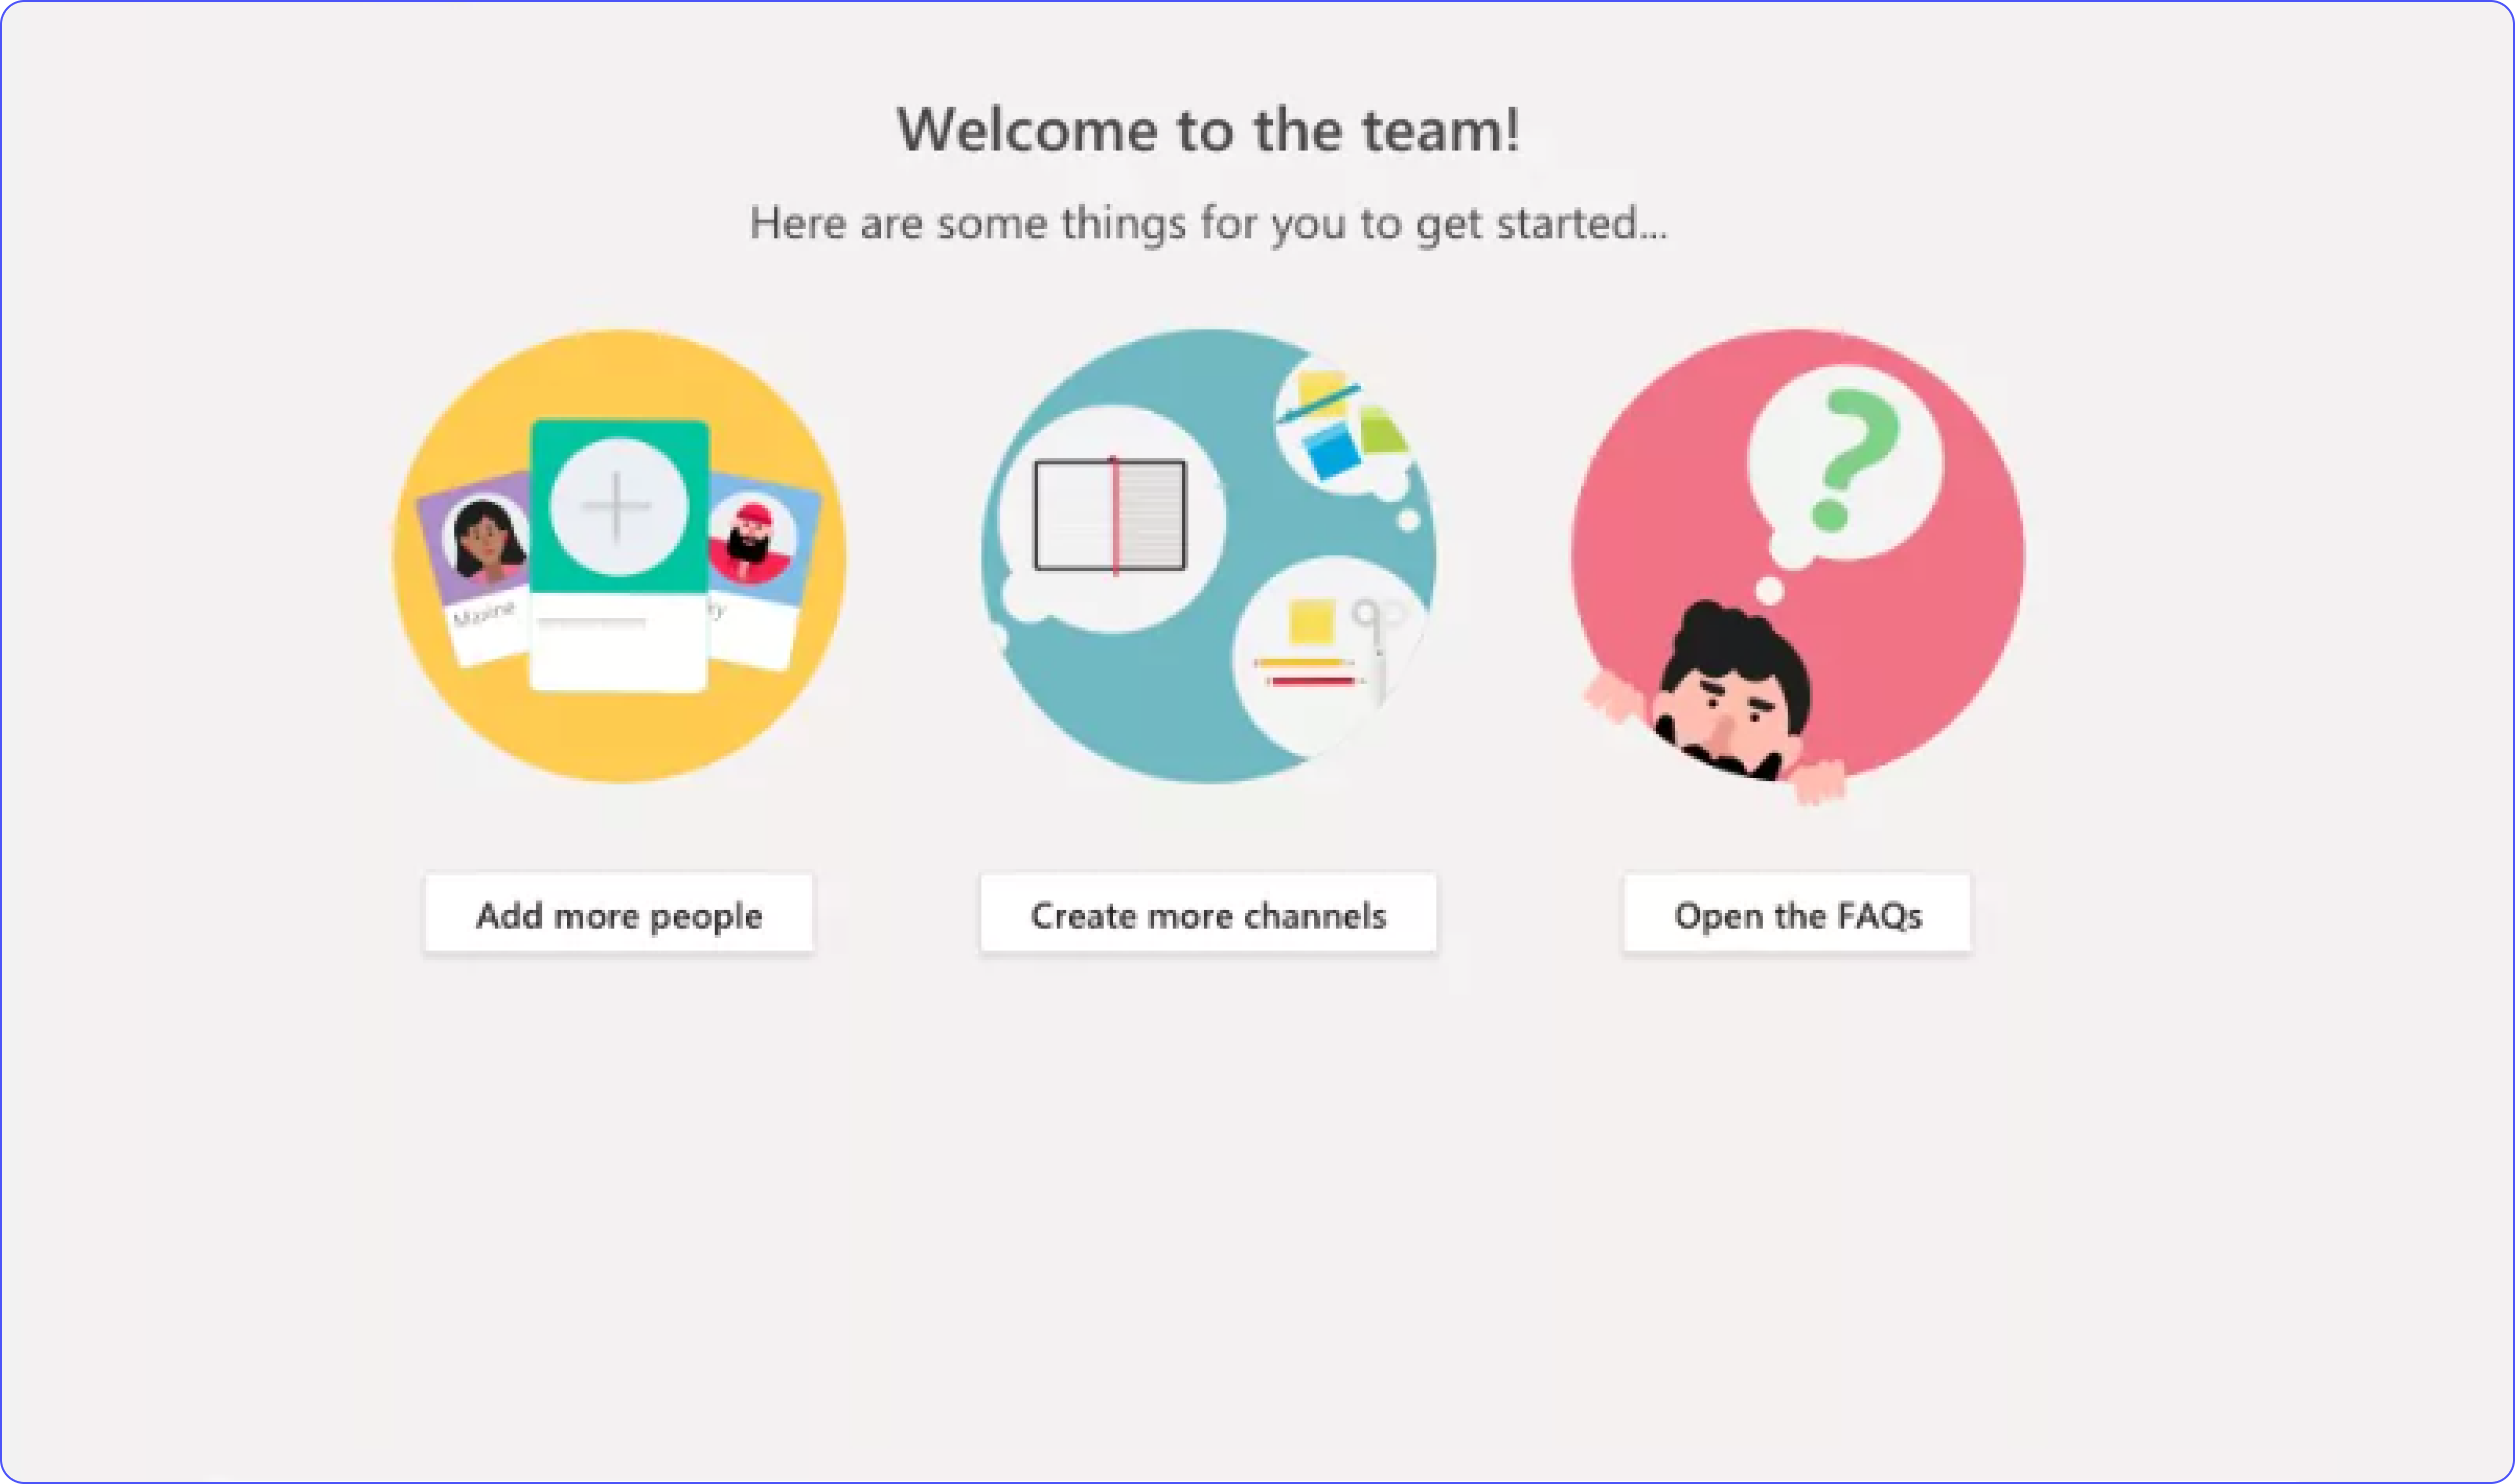 Welcome to the team!
Here are some things for you to get started...
Maxine
ty
Add more people
Create more channels
Open the FAQs